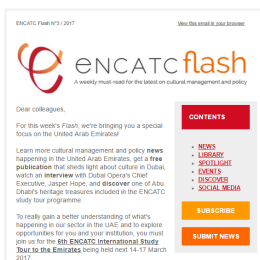 ENCATC Flash N°3 / 2017
View this email in your browser
encatc flash
A weekly must-read for the latest on cultural management and policy
Dear colleagues,
For this week's Flash, we're bringing you a special
focus on the United Arab Emirates!
Learn more cultural management and policy news
happening in the United Arab Emirates, get a free
publication that sheds light about culture in Dubai,
watch an interview with Dubai Opera's Chief
Executive, Jasper Hope, and discover one of Abu
Dhabi's heritage treasures included in the ENCATC
study tour programme.
To really gain a better understand of what's
happening in our sector in the UAE and to explore
opportunities for you and your institution, you must
join us for the 6th ENCATC International Study
Tour to the Emirates being held next 14-17 March
2017.
CONTENTS
NEWS
LIBRARY
SPOTLIGHT
EVENTS
DISCOVER
SOCIAL MEDIA
SUBSCRIBE
SUBMIT NEWS